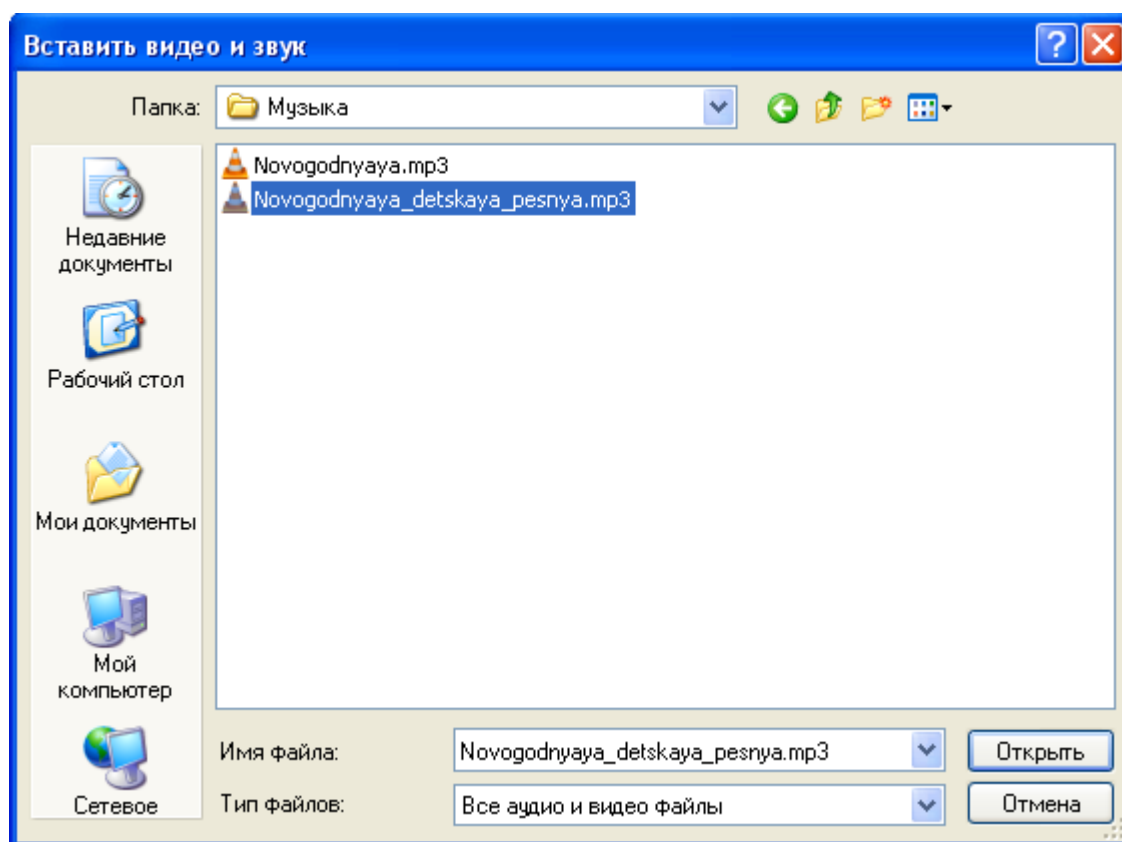 Вставить видео и звук
Папка:
Музыка
Novogodnyaya.mp3
Novogodnyaya_detskaya_pesnya.mp3
Недавние
документы
Рабочий стол
Мои документы
Мой
компьютер
Сетевое
Имя файла:
Novogodnyaya_detskaya_pesnya.mp3
Открыть
Тип файлов:
Все аудио и видео файлы
Отмена